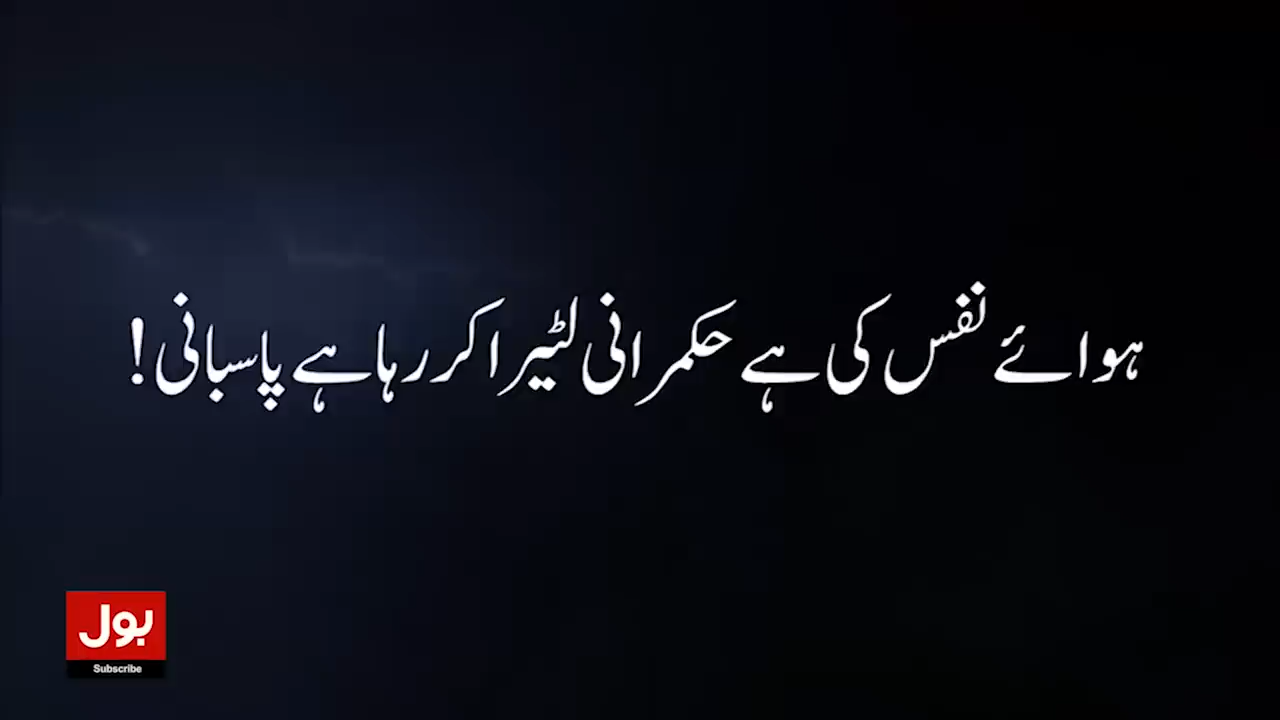 ہوائے نفس کی ہے حکمرانی لٹیرا کر رہا ہے پاسبانی!
بول
Subscribe